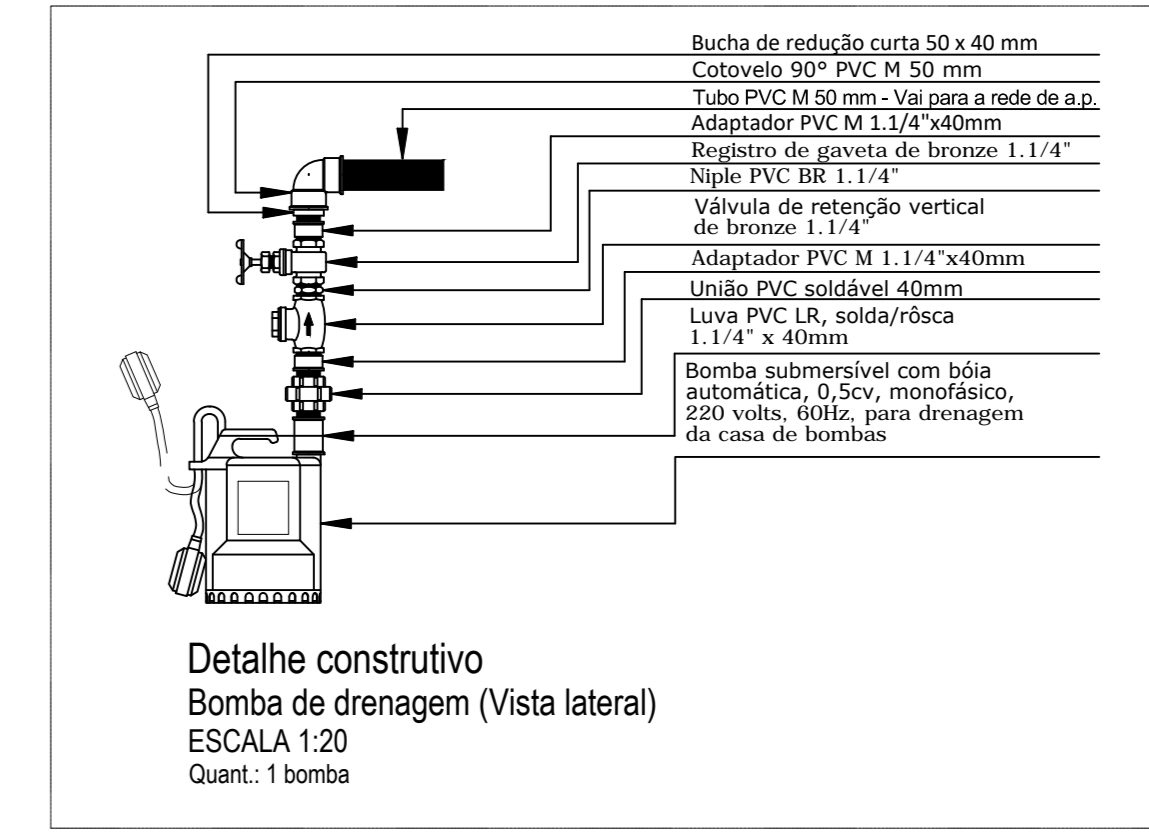 Bucha de redução curta 50 x 40 mm
Cotovelo 90° PVC M 50 mm
Tubo PVC M 50 mm - Vai para a rede de a.p.
Adaptador PVC M 1.1/4"x40mm
Registro de gaveta de bronze 1.1/4"
Niple PVC BR 1.1/4"
Válvula de retenção vertical
de bronze 1.1/4"
Adaptador PVC M 1.1/4"x40mm
União PVC soldável 40mm
Luva PVC LR, solda/rôsca
1.1/4" x 40mm
Bomba submersível com bóia
automática, 0,5cv, monofásico,
220 volts, 60Hz, para drenagem
da casa de bombas
Detalhe construtivo
Bomba de drenagem (Vista lateral)
ESCALA 1:20
Quant.: 1 bomba